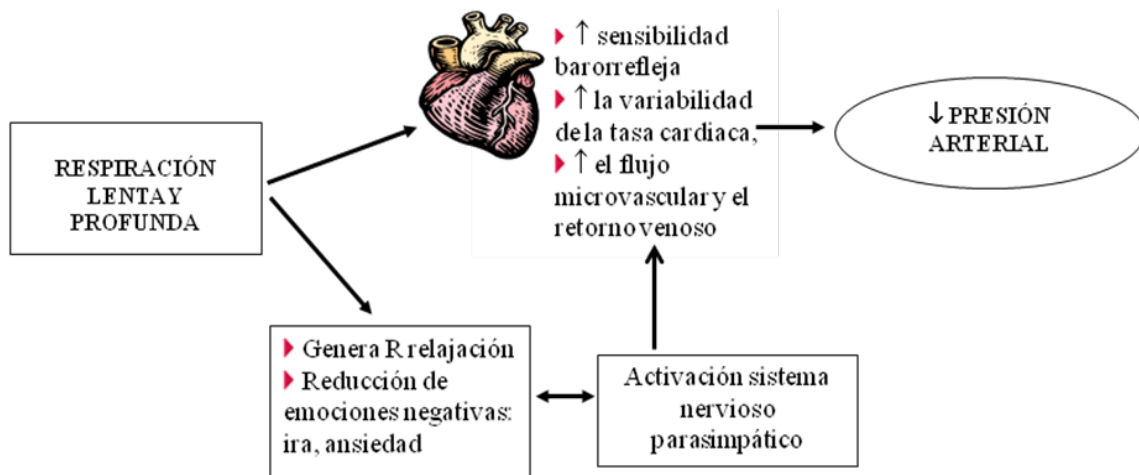 RESPIRACIÓN
LENTA Y
PROFUNDA
↑ sensibilidad
barorrefleja
↑ la variabilidad
de la tasa cardiaca,
↑ el flujo
microvascular y el
retorno venoso
↓ PRESIÓN
ARTERIAL
Genera R relajación
Reducción de
emociones negativas:
ira, ansiedad
Activación sistema
nervioso
parasimpático